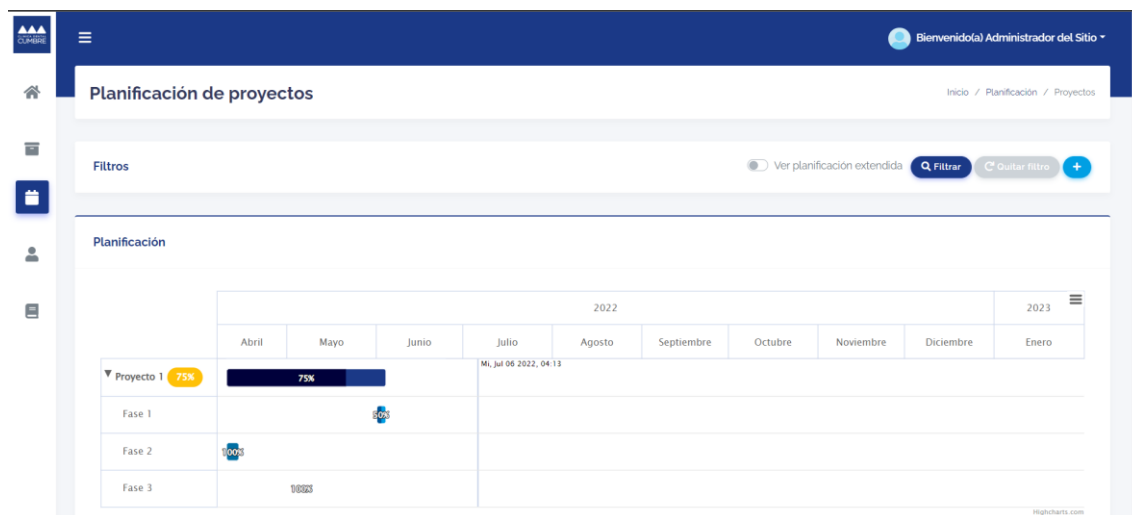 CUMBRE
Bienvenido(a) Administrador del Sitio
Planificación de proyectos
Inicio / Planificación / Proyectos
Filtros
Ver planificación extendida
Filtrar
Quitar filtro
+
Planificación
2022 2023
Abril Mayo Junio Julio Agosto Septiembre Octubre Noviembre Diciembre Enero
Mi, Jul 06 2022, 04:13
Proyecto 1 75% 75%
Fase 1 50%
Fase 2 100%
Fase 3 100%
Highcharts.com